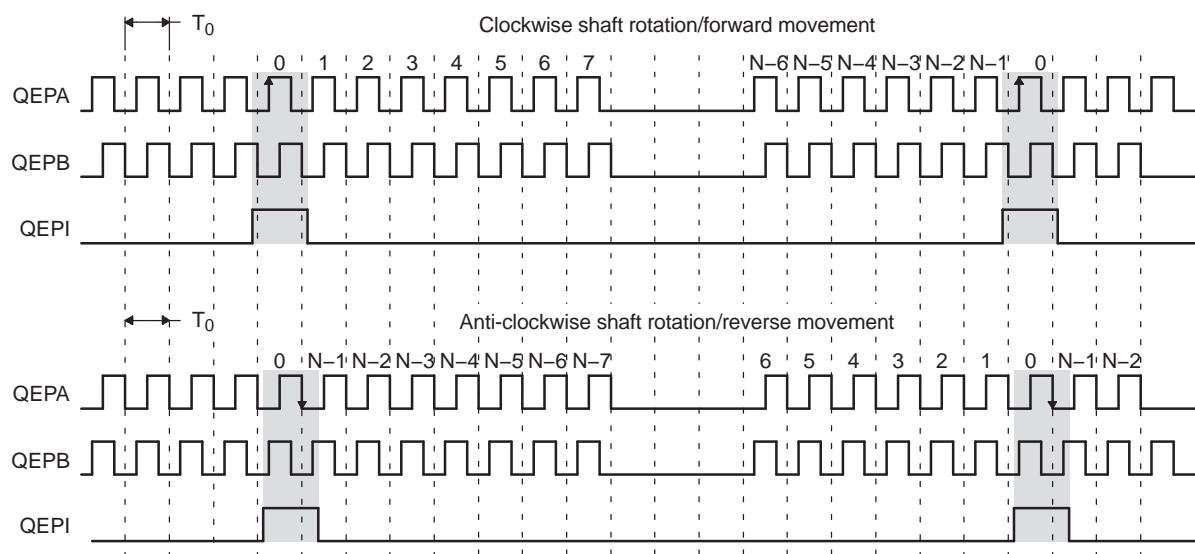 T0 Clockwise shaft rotation/forward movement
0 1 2 3 4 5 6 7 N–6 N–5 N–4 N–3 N–2 N–1 0
QEPA
QEPB
QEPI
T0 Anti-clockwise shaft rotation/reverse movement
0 N–1 N–2 N–3 N–4 N–5 N–6 N–7 6 5 4 3 2 1 0 N–1 N–2
QEPA
QEPB
QEPI